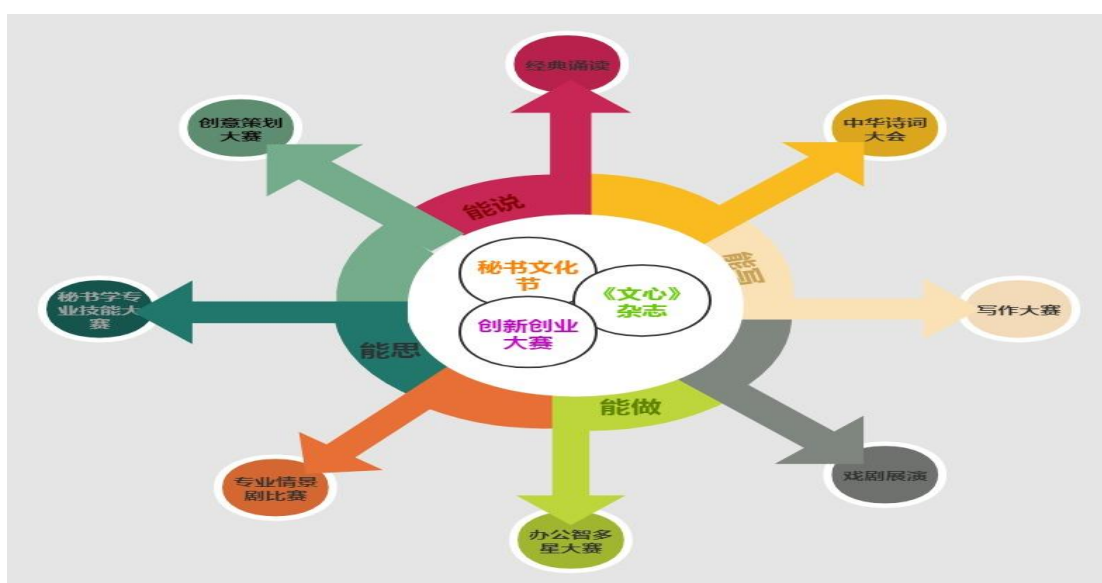 经典诵读
创意策划
大赛
中华诗词
大会
能说
能写
秘书文化
节
《文心》
杂志
创新创业
大赛
秘书学专
业技能大
赛
写作大赛
能思
能做
专业情景
剧比赛
戏剧展演
办公智多
星大赛